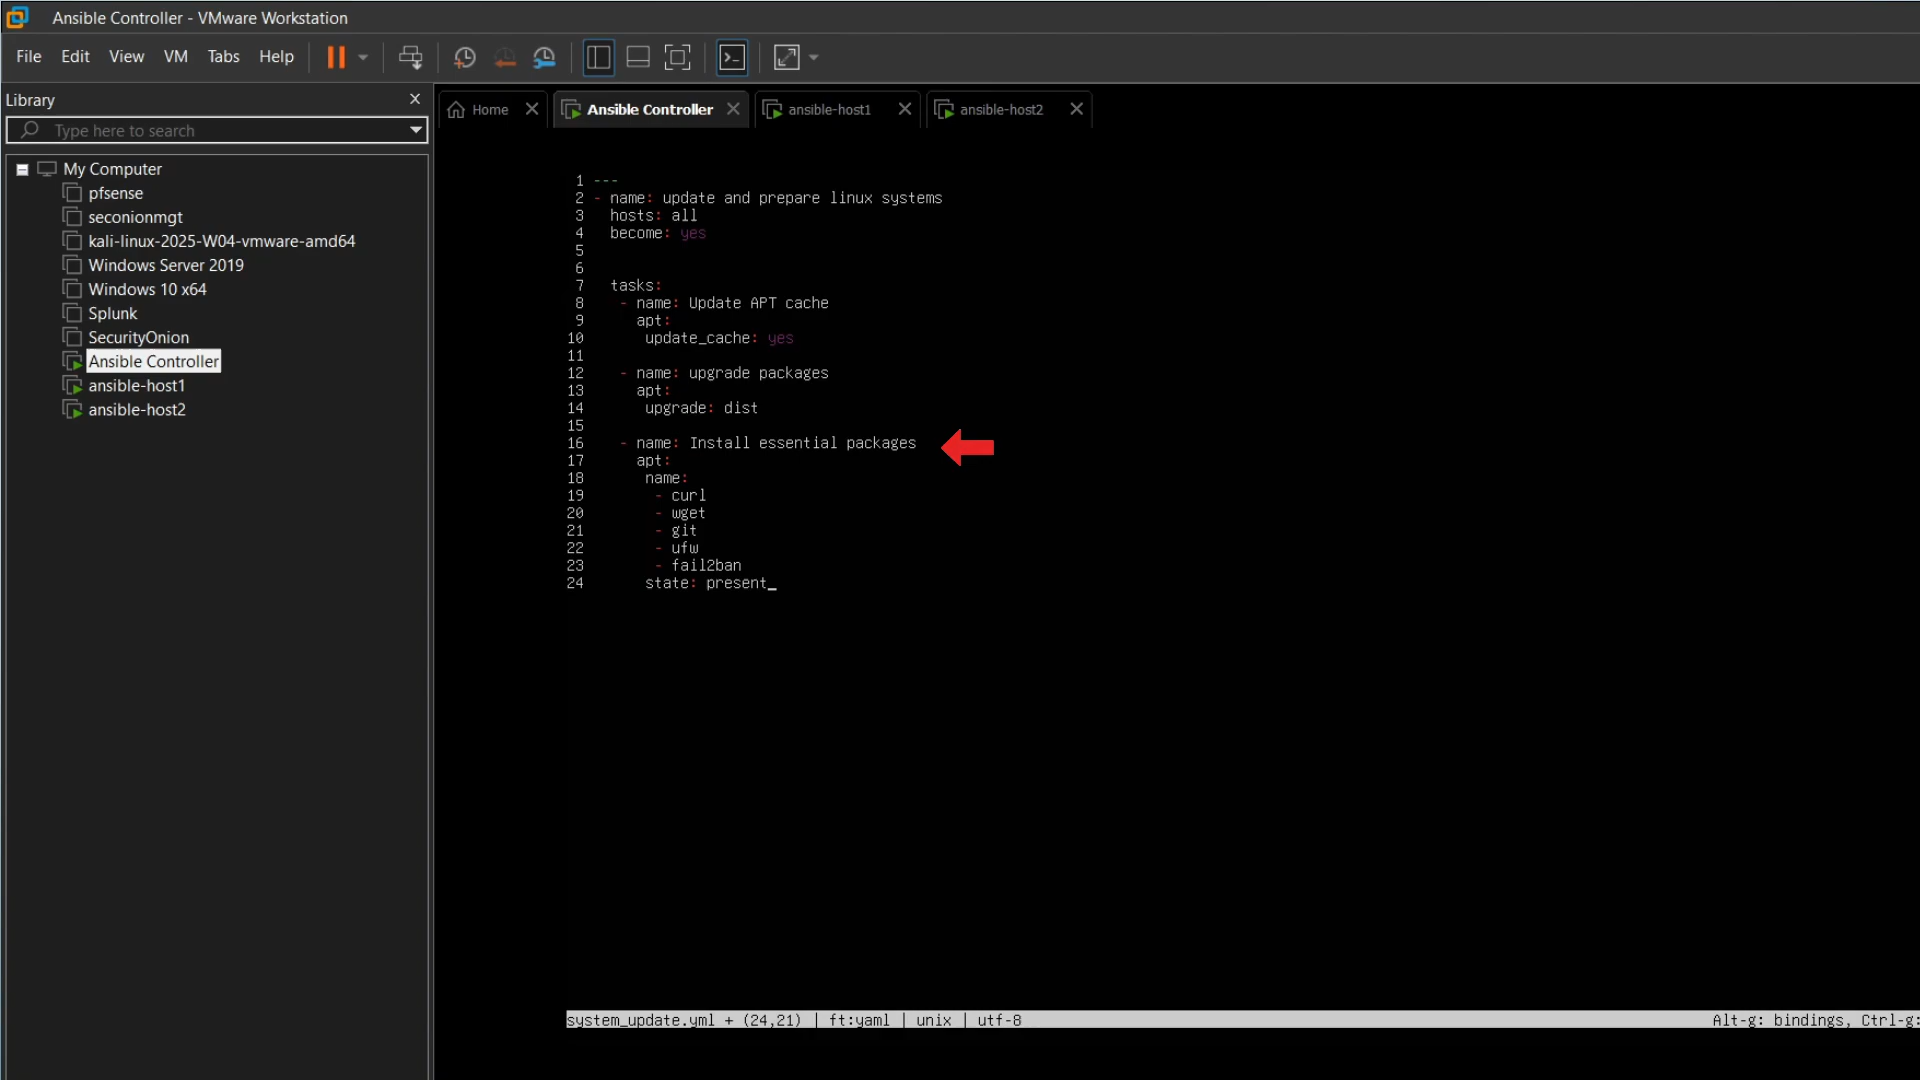 Ansible Controller - VMware Workstation
File Edit View VM Tabs Help
Library
Type here to search
My Computer
pfsense
seconionmgt
kali-linux-2025-W04-vmware-amd64
Windows Server 2019
Windows 10 x64
Splunk
SecurityOnion
Ansible Controller
ansible-host1
ansible-host2
Home Ansible Controller ansible-host1 ansible-host2
1 ---
2 - name: update and prepare linux systems
3   hosts: all
4   become: yes
5
6
7   tasks:
8    - name: Update APT cache
9      apt:
10       update_cache: yes
11
12    - name: upgrade packages
13      apt:
14       upgrade: dist
15
16    - name: Install essential packages
17      apt:
18       name:
19        - curl
20        - wget
21        - git
22        - ufw
23        - fail2ban
24       state: present_
system_update.yml + (24,21) | ft:yaml | unix | utf-8 Alt-g: bindings, Ctrl-g: